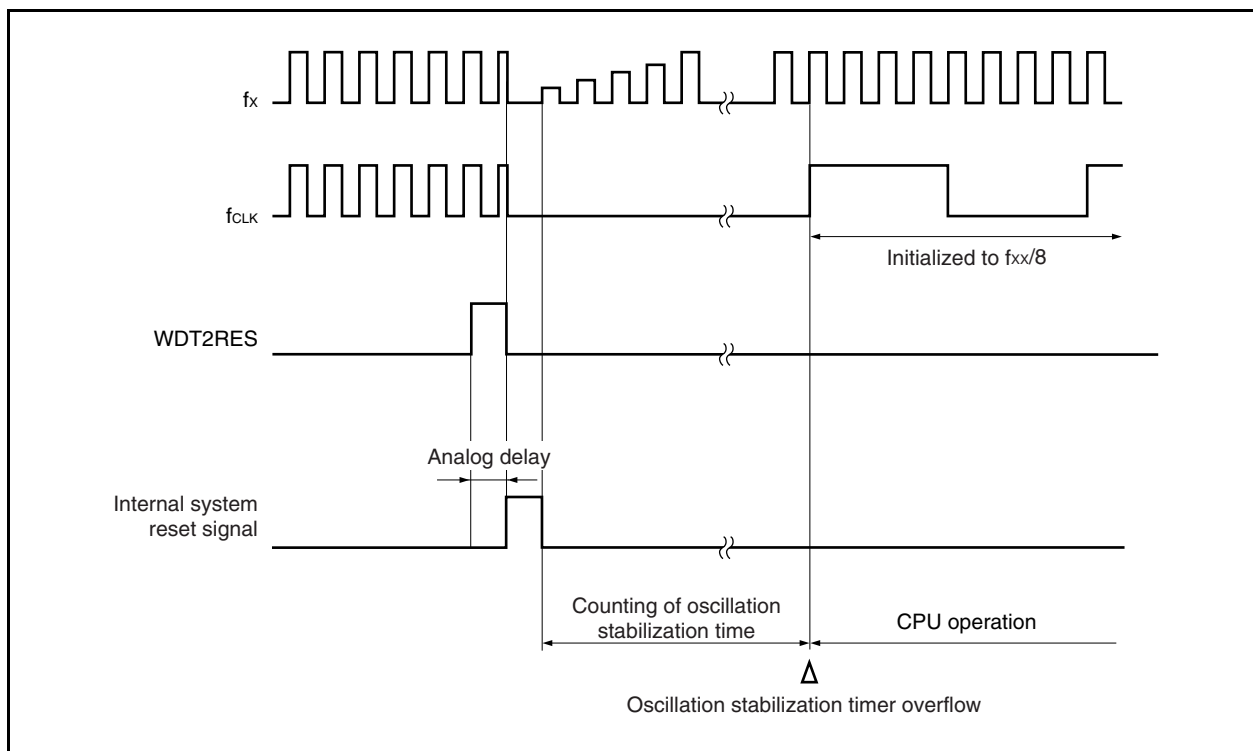 fX
fCLK
Initialized to fXX/8
WDT2RES
Analog delay
Internal system
reset signal
Counting of oscillation
stabilization time
CPU operation
Oscillation stabilization timer overflow